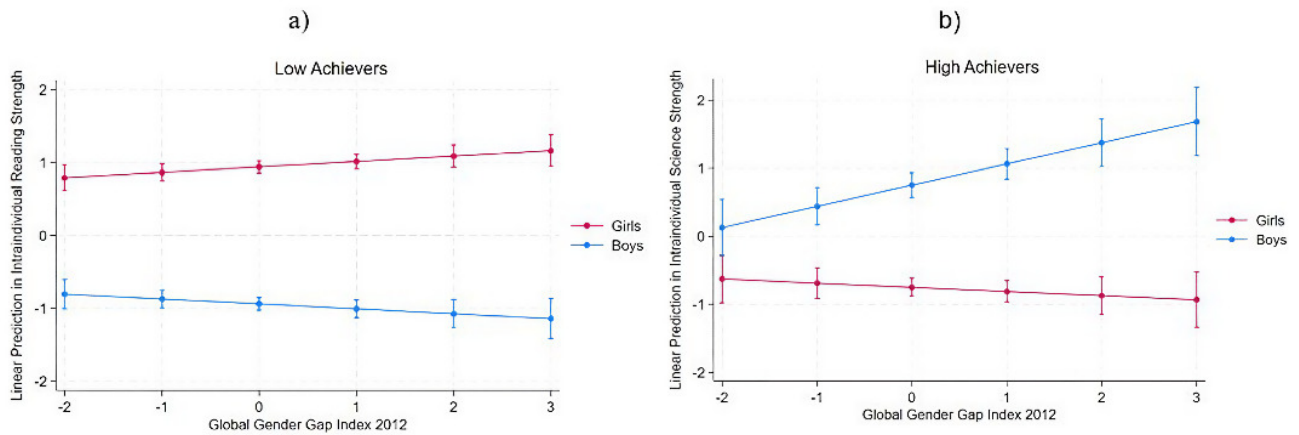 a)
Low Achievers
Linear Prediction in Intraindividual Reading Strength
2
1
0
-1
-2
-2 -1 0 1 2 3
Global Gender Gap Index 2012
Girls
Boys
b)
High Achievers
Linear Prediction in Intraindividual Science Strength
2
1
0
-1
-2
-2 -1 0 1 2 3
Global Gender Gap Index 2012
Girls
Boys